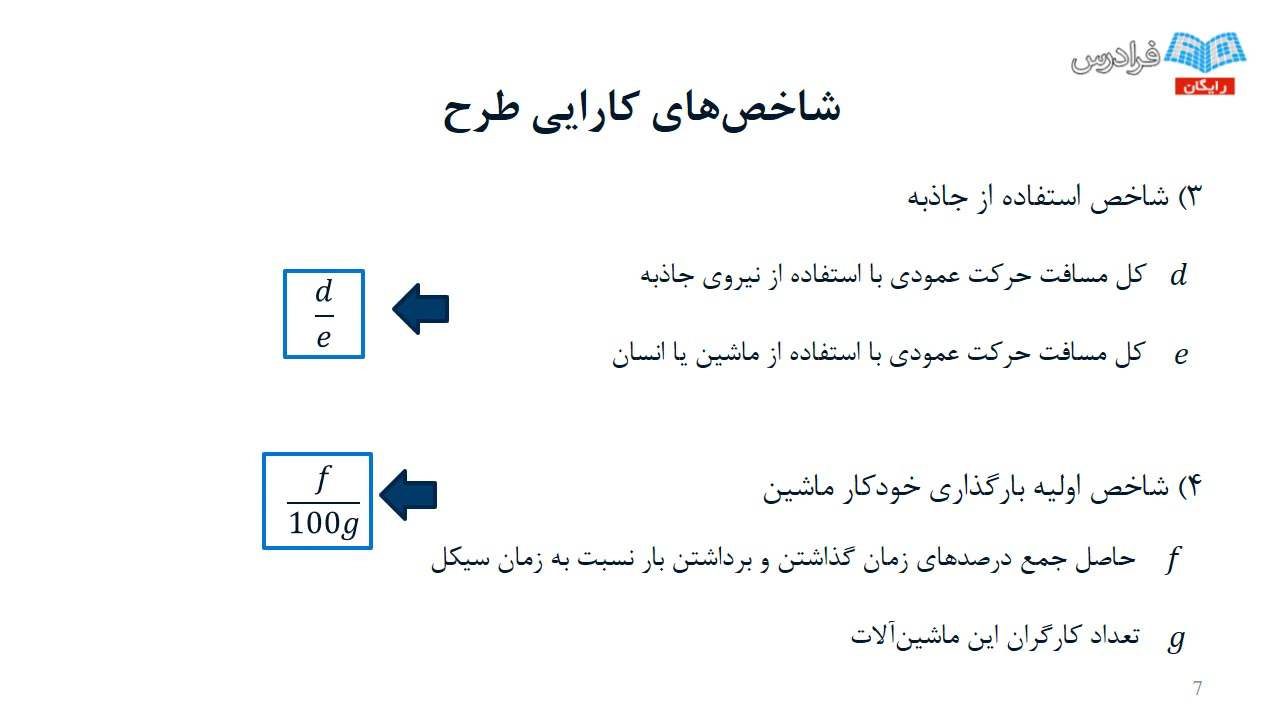 فرادرس
رایگان
شاخص‌های کارایی طرح
۳) شاخص استفاده از جاذبه
d کل مسافت حرکت عمودی با استفاده از نیروی جاذبه
d
e
e کل مسافت حرکت عمودی با استفاده از ماشین یا انسان
۴) شاخص اولیه بارگذاری خودکار ماشین
f
100g
f حاصل جمع درصدهای زمان گذاشتن و برداشتن بار نسبت به زمان سیکل
g تعداد کارگران این ماشین‌آلات
7